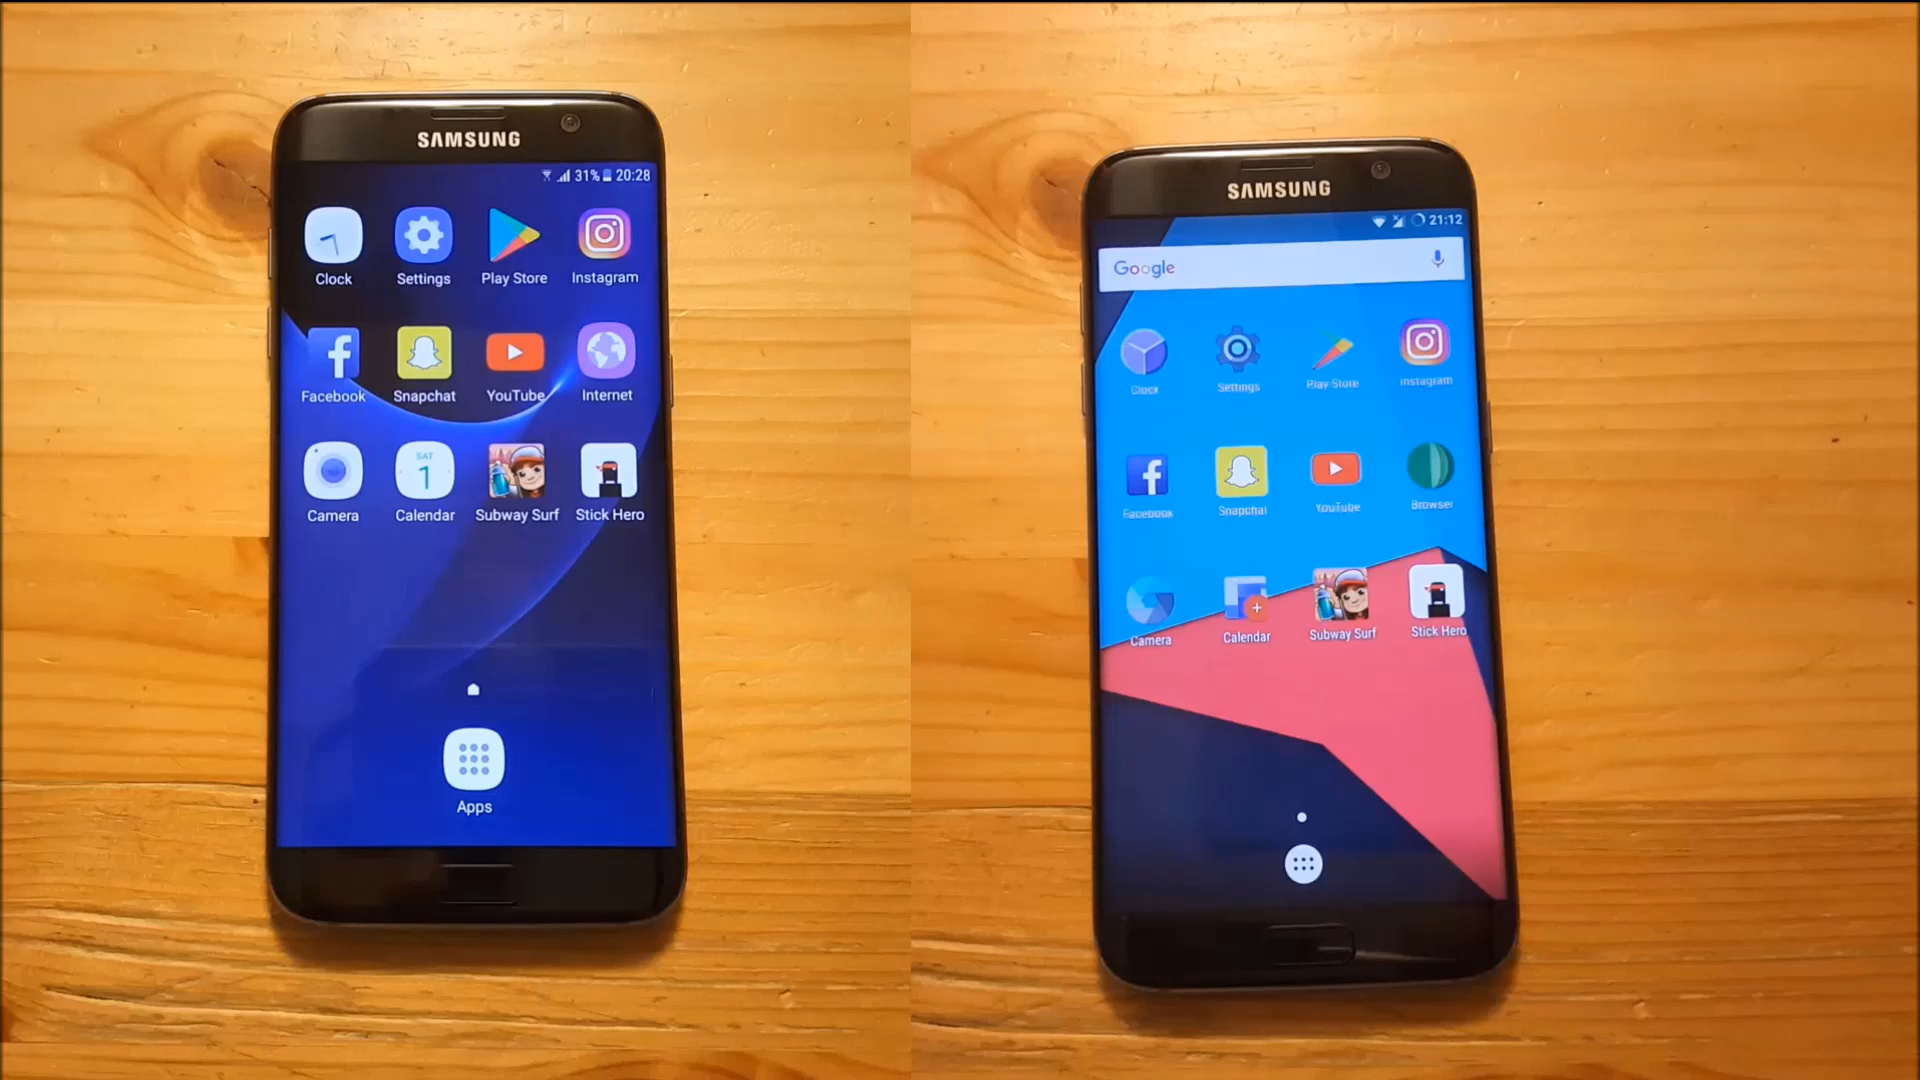 SAMSUNG
31% 20:28
Clock Settings Play Store Instagram
Facebook Snapchat YouTube Internet
SAT
1
Camera Calendar Subway Surf Stick Hero
Apps
SAMSUNG
21:12
Google
Clock Settings Play Store Instagram
Facebook Snapchat YouTube Browser
Camera Calendar Subway Surf Stick Hero